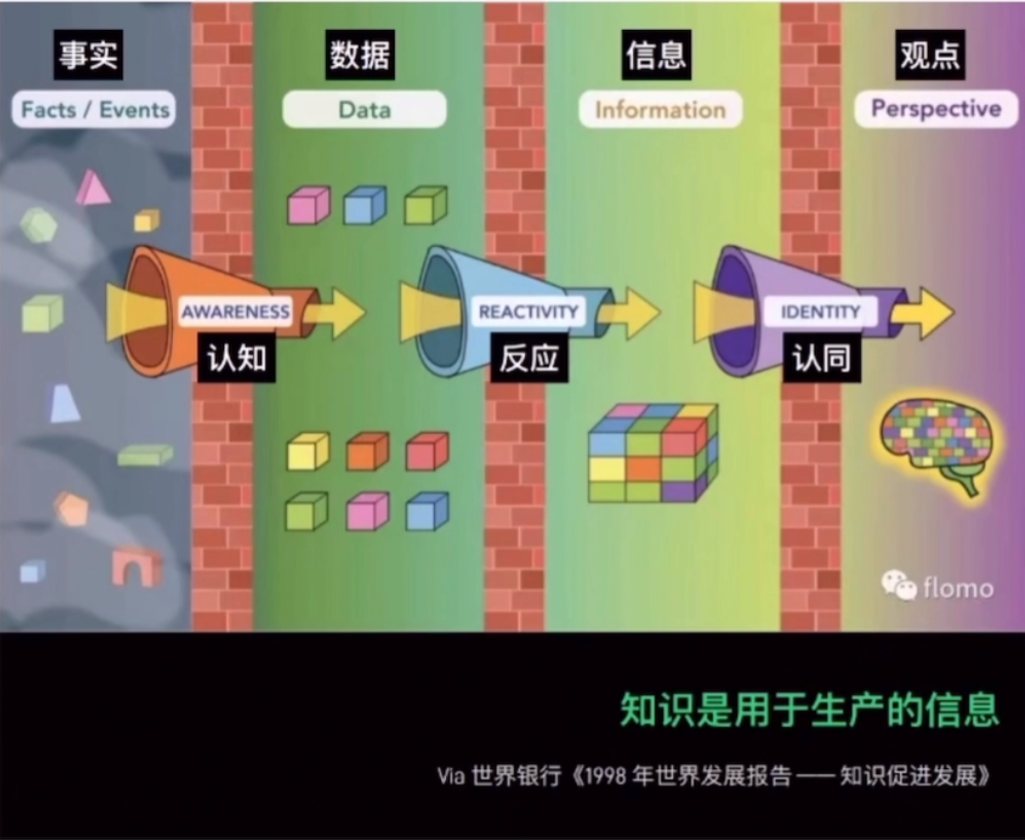 事实
数据
信息
观点
Facts / Events
Data
Information
Perspective
AWARENESS
REACTIVITY
IDENTITY
认知
反应
认同
flomo
知识是用于生产的信息
Via 世界银行《1998 年世界发展报告 —— 知识促进发展》